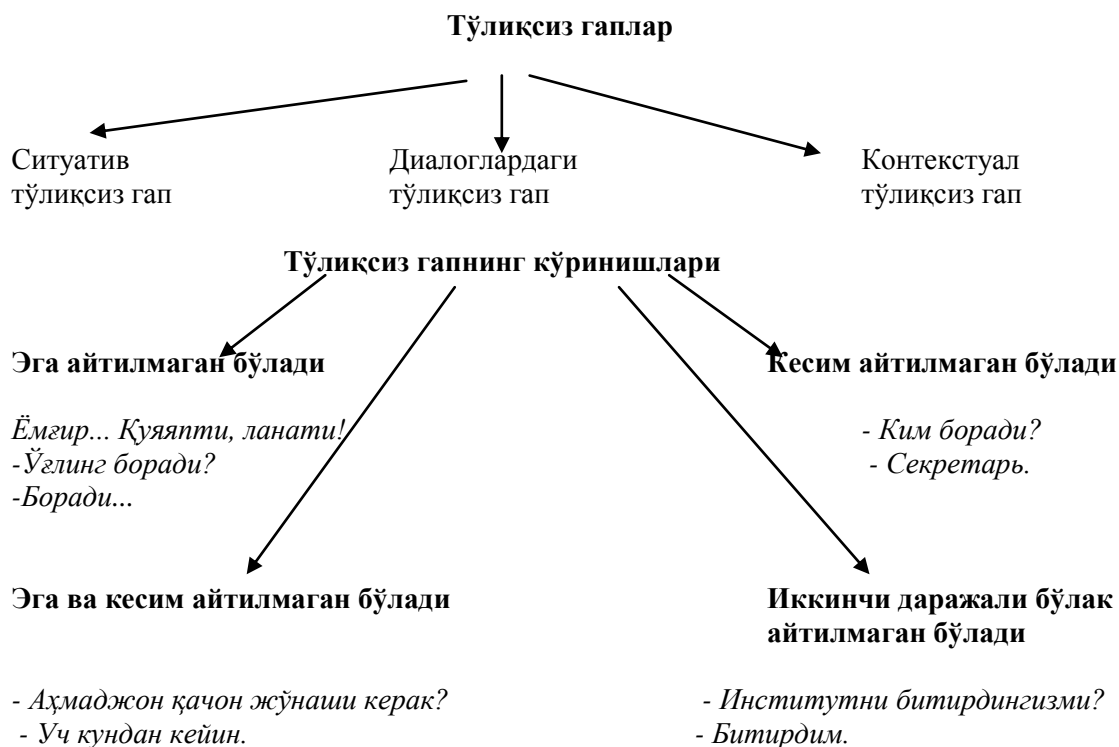 Тўлиқсиз гаплар
Ситуатив
тўлиқсиз гап
Диалоглардаги
тўлиқсиз гап
Контекстуал
тўлиқсиз гап
Тўлиқсиз гапнинг кўринишлари
Эга айтилмаган бўлади
Ёмғир... Қуяяпти, ланати!
-Ўғлинг боради?
-Боради...
Кесим айтилмаган бўлади
- Ким боради?
- Секретарь.
Эга ва кесим айтилмаган бўлади
- Аҳмаджон қачон жўнаши керак?
- Уч кундан кейин.
Иккинчи даражали бўлак
айтилмаган бўлади
- Институтни битирдингизми?
- Битирдим.